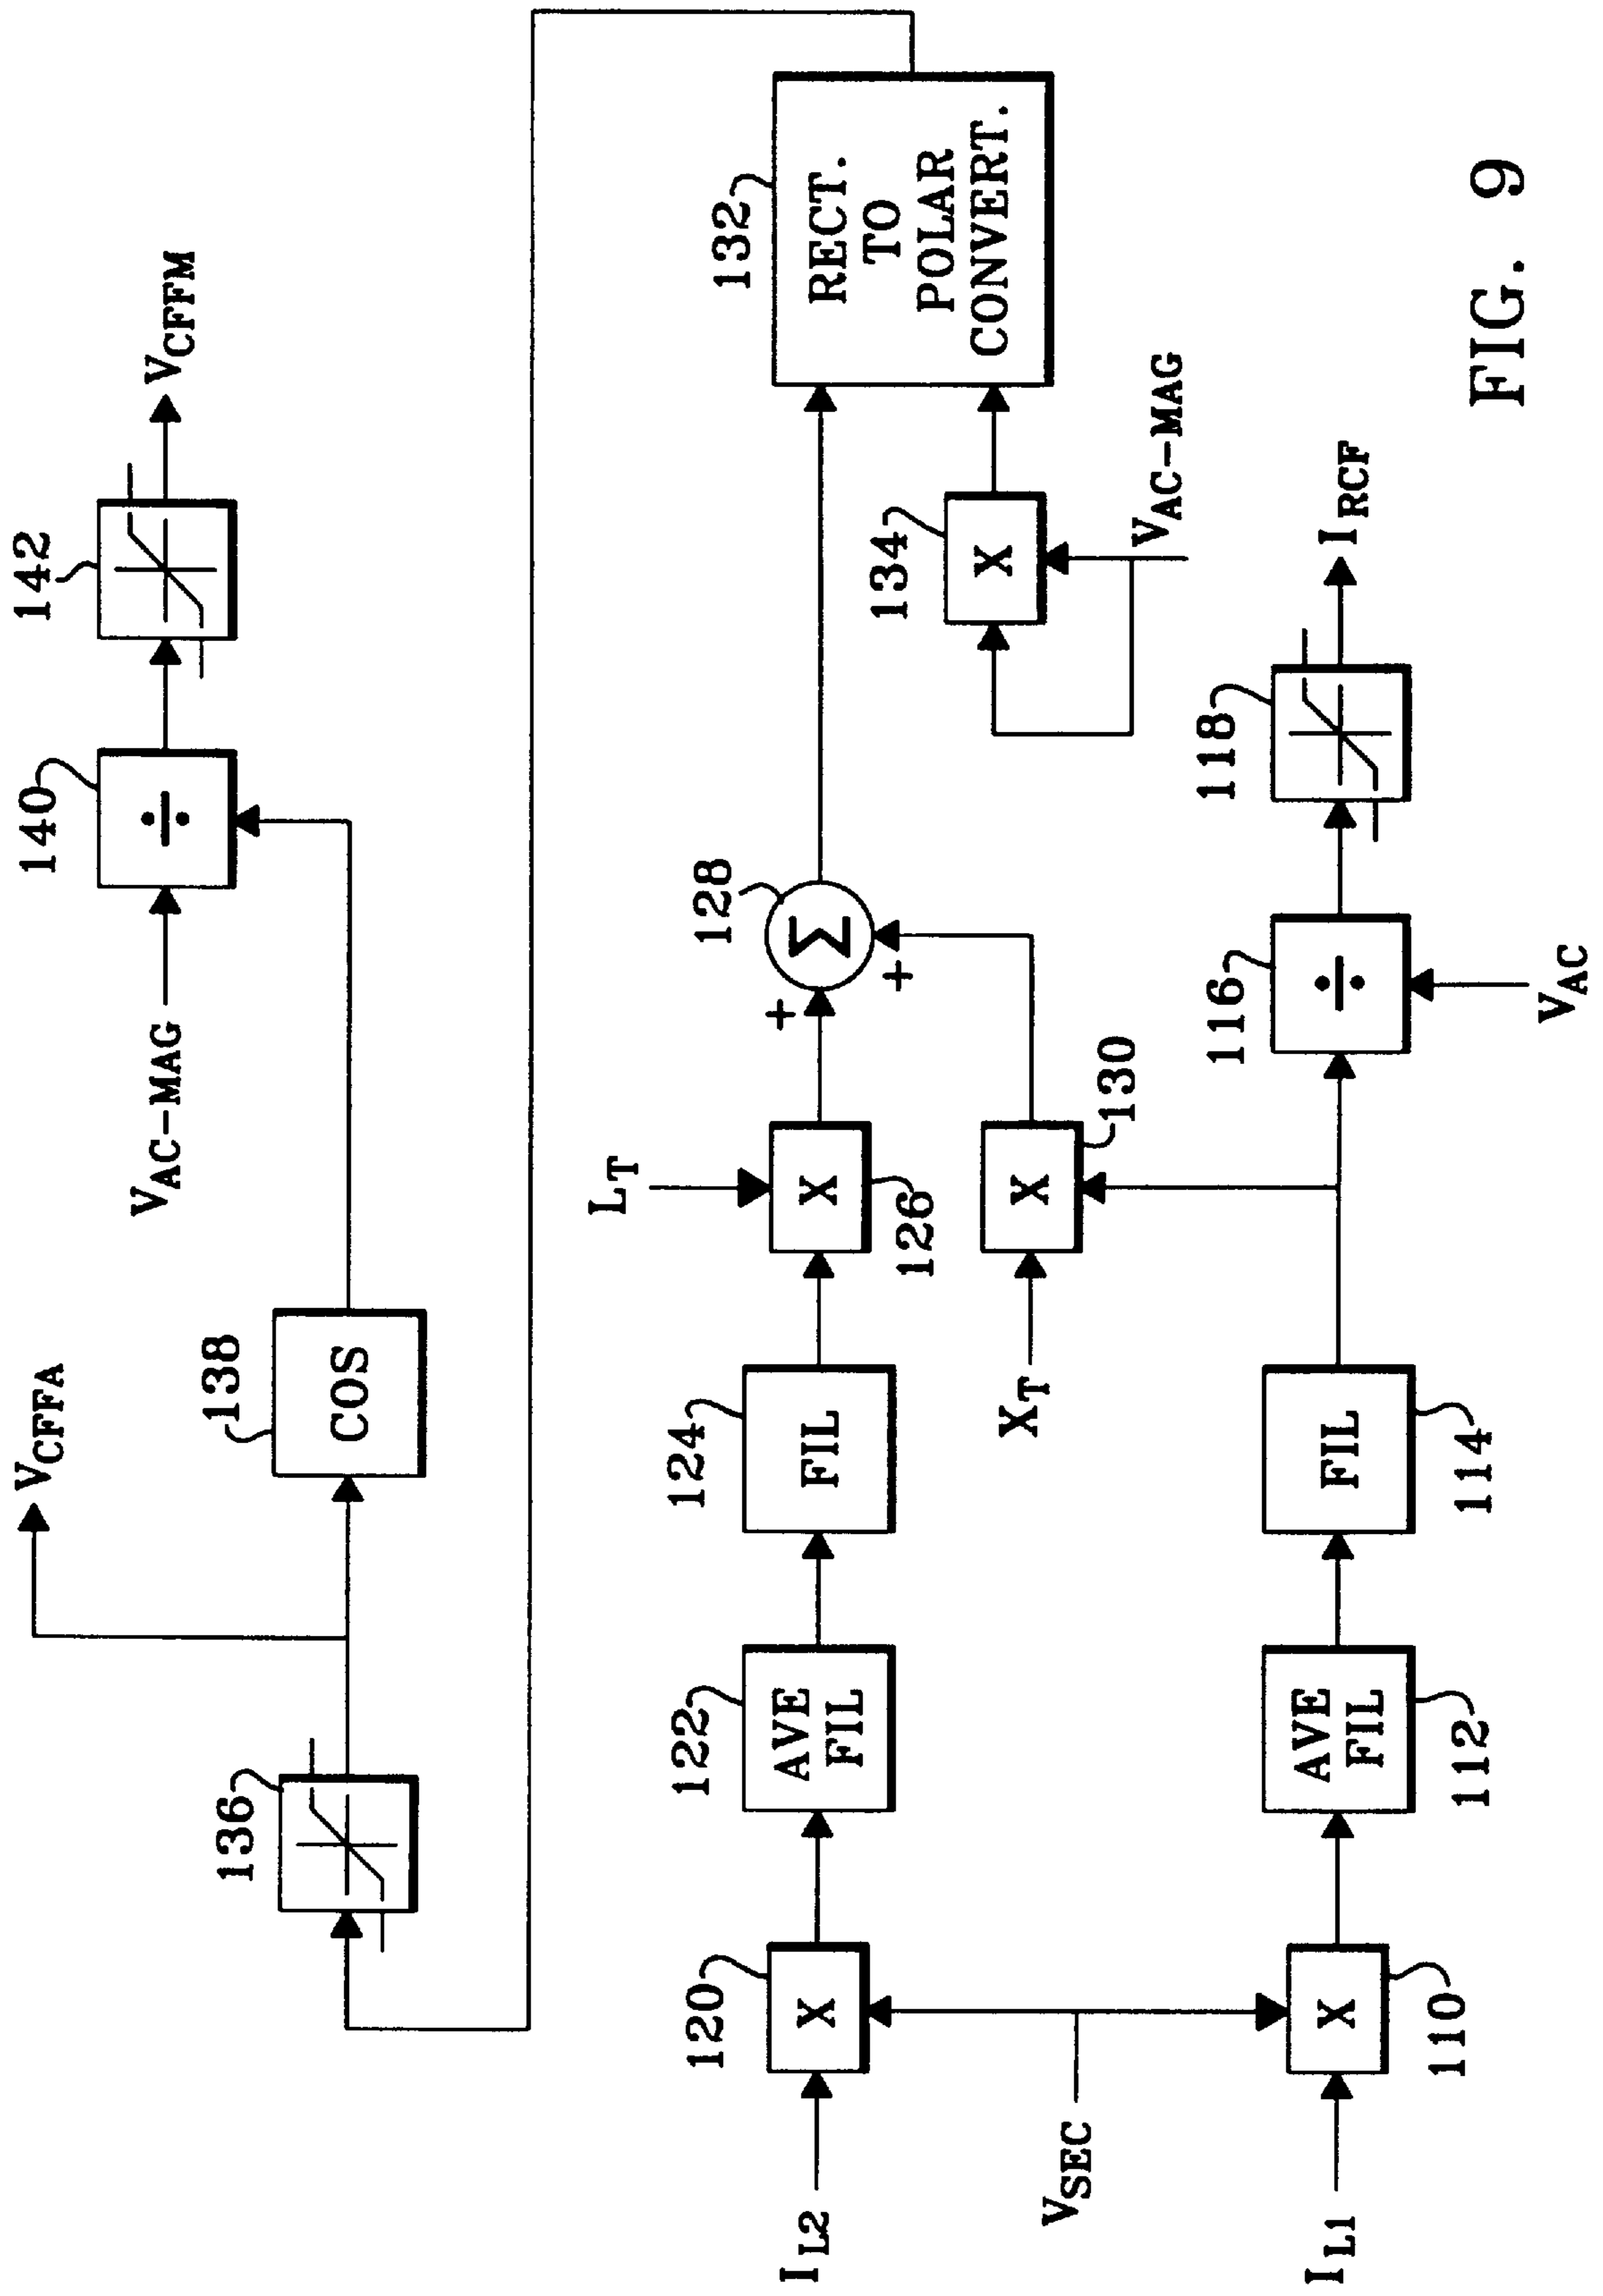 142
VCFFM
140
÷
VAC-MAG
VCFFA
138
COS
136
132
RECT.
TO
POLAR
CONVERT.
128
Σ
+
+
134
X
VAC-MAG
LT
X
126
124
FIL
122
AVE
FIL
120
X
IL2
X
130
XT
VSEC
118
IRCF
116
÷
VAC
FIL
114
AVE
FIL
112
X
110
IL1
FIG. 9